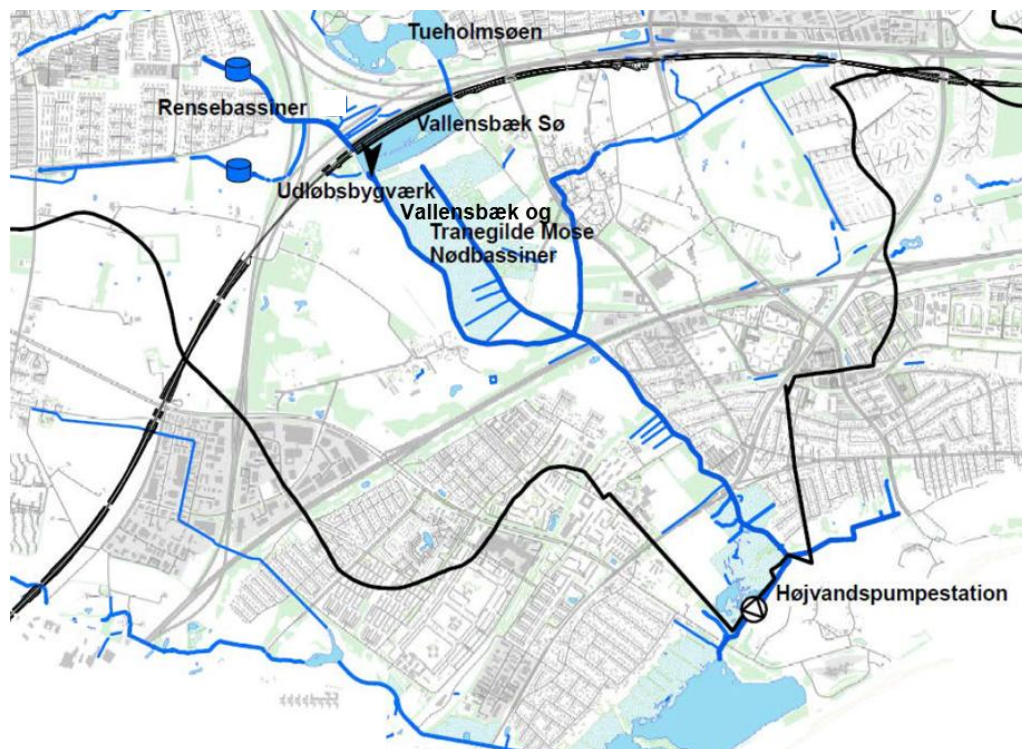 Tueholmsøen
Rensebassiner
Vallensbæk Sø
Udløbsbygværk
Vallensbæk og
Tranegilde Mose
Nødbassiner
Højvandspumpestation